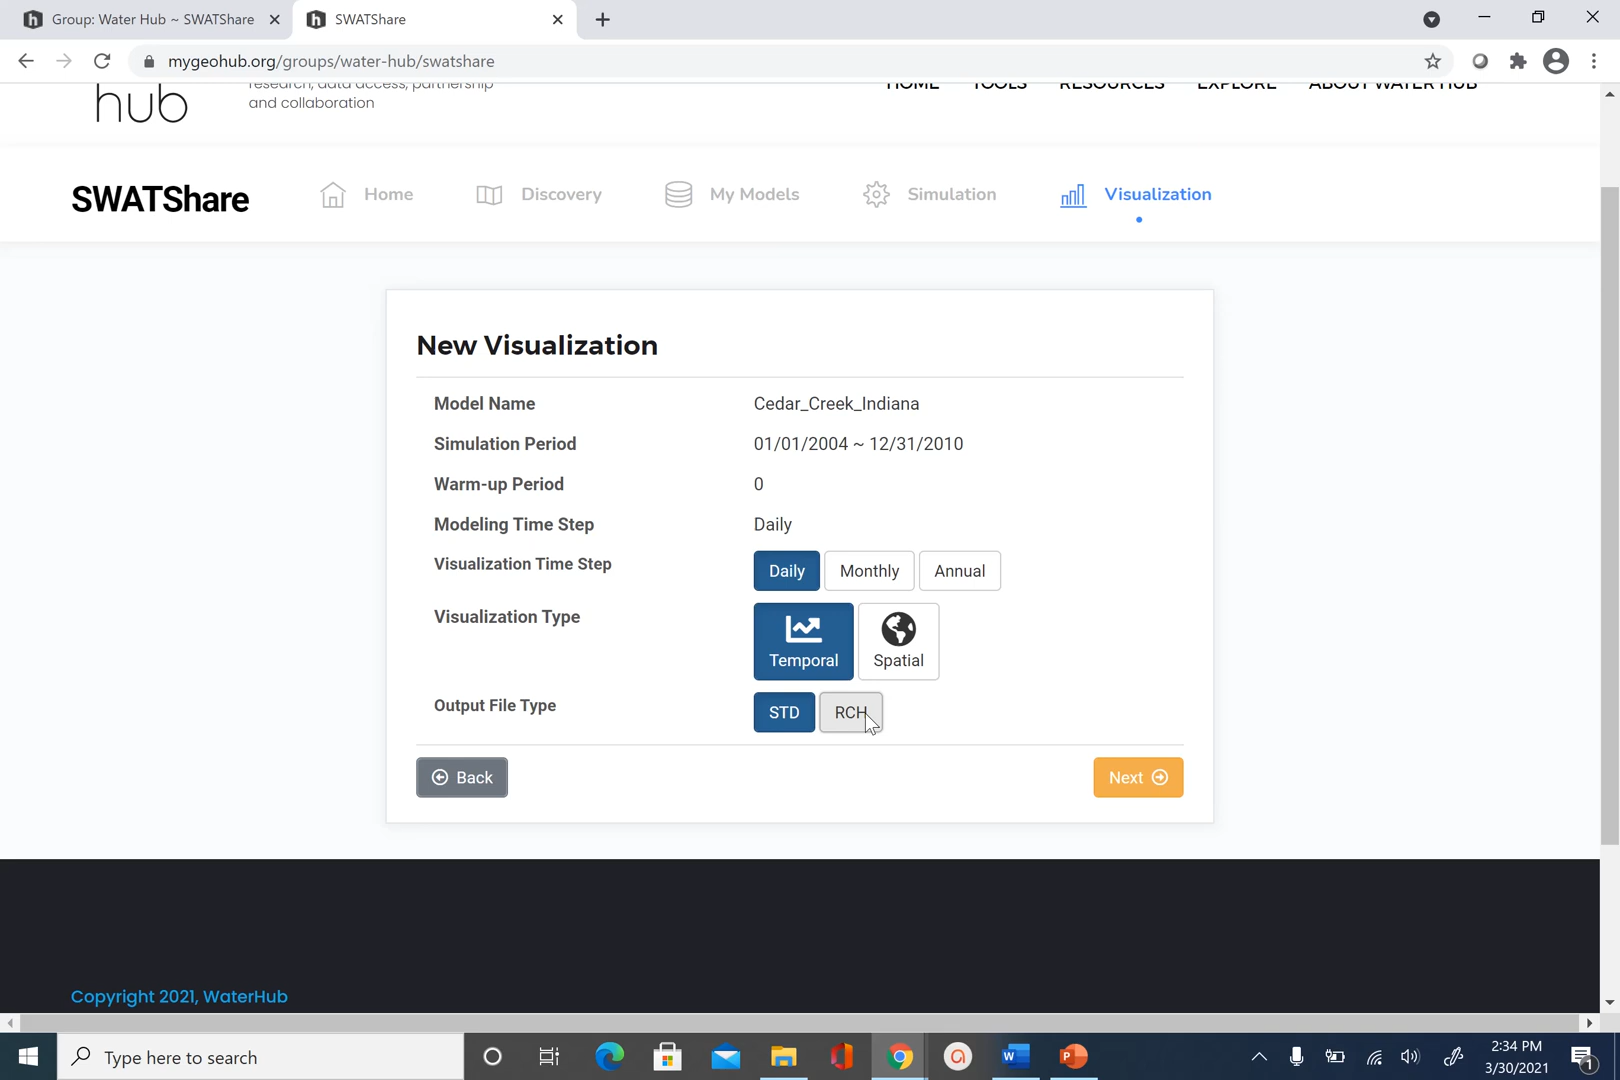 Group: Water Hub ~ SWATShare
SWATShare
mygeohub.org/groups/water-hub/swatshare
hub
research, data access, partnership
and collaboration
HOME TOOLS RESOURCES EXPLORE ABOUT WATER HUB
SWATShare
Home
Discovery
My Models
Simulation
Visualization
New Visualization
Model Name Cedar_Creek_Indiana
Simulation Period 01/01/2004 ~ 12/31/2010
Warm-up Period 0
Modeling Time Step Daily
Visualization Time Step Daily Monthly Annual
Visualization Type Temporal Spatial
Output File Type STD RCH
Back Next
Copyright 2021, WaterHub
Type here to search
2:34 PM
3/30/2021
1